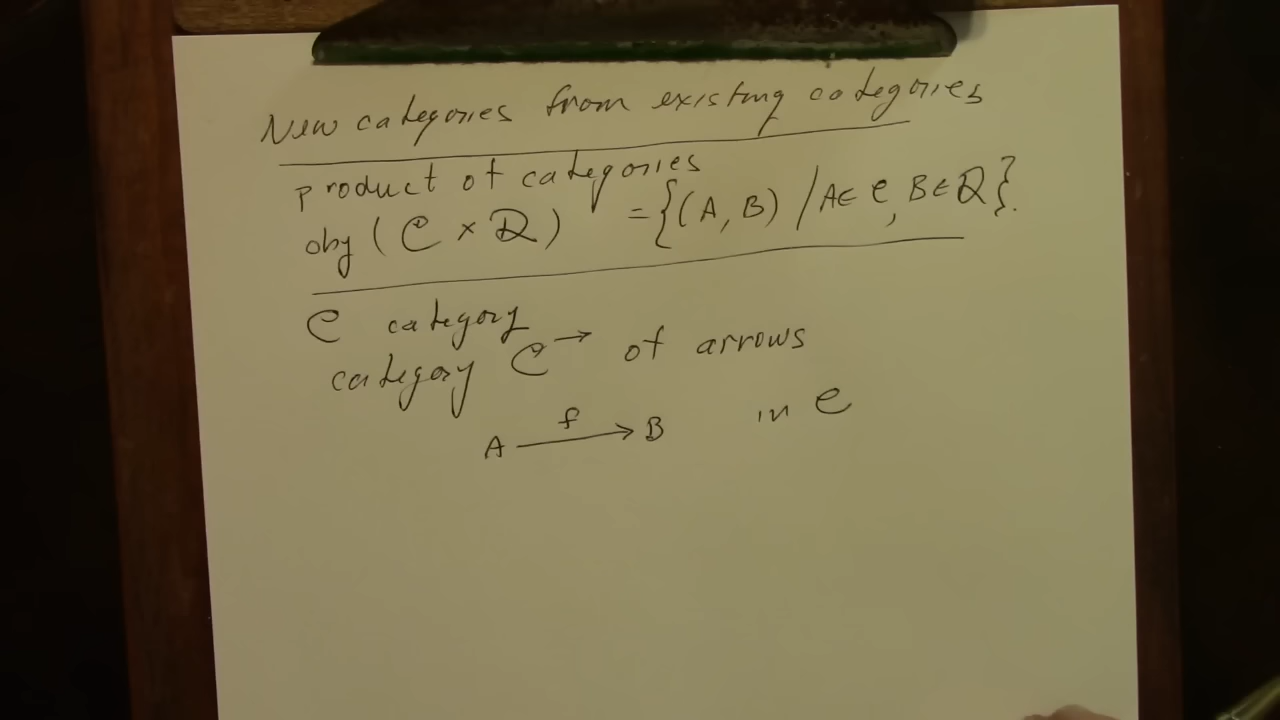 New categories from existing categories
product of categories
obj (C × D) = {(A, B) / A ∈ C, B ∈ D}.
C category
category C→ of arrows
A —f→ B in C